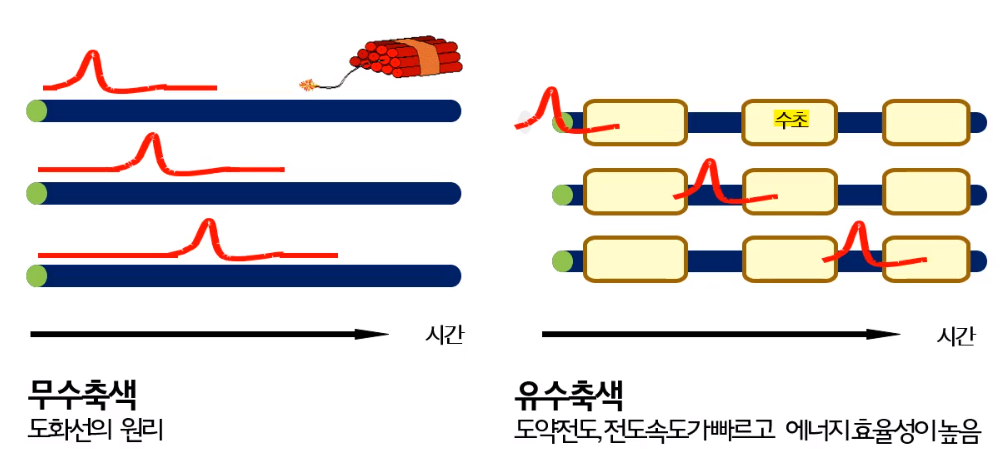 수초
시간
시간
무수축색
도화선의 원리
유수축색
도약전도, 전도속도가빠르고 에너지효율성이높음